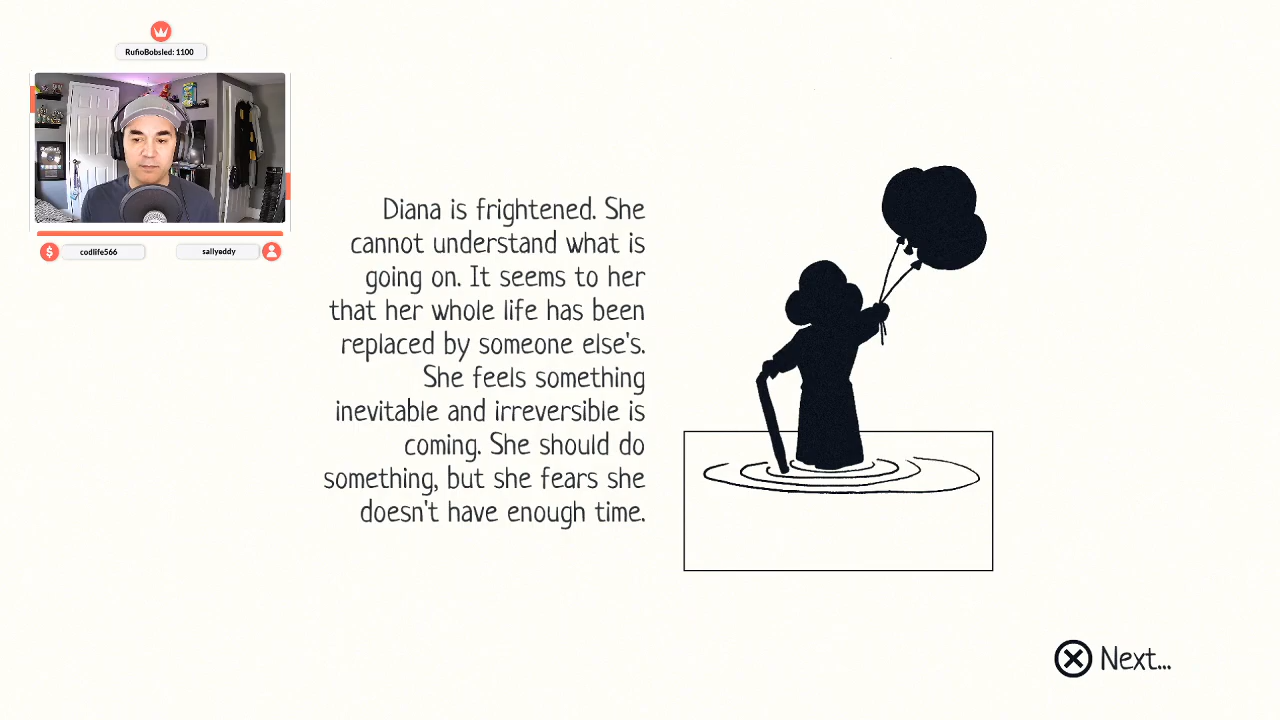 RufioBobsled: 1100
codlife566
sallyeddy
Diana is frightened. She
cannot understand what is
going on. It seems to her
that her whole life has been
replaced by someone else's.
She feels something
inevitable and irreversible is
coming. She should do
something, but she fears she
doesn't have enough time.
Next...